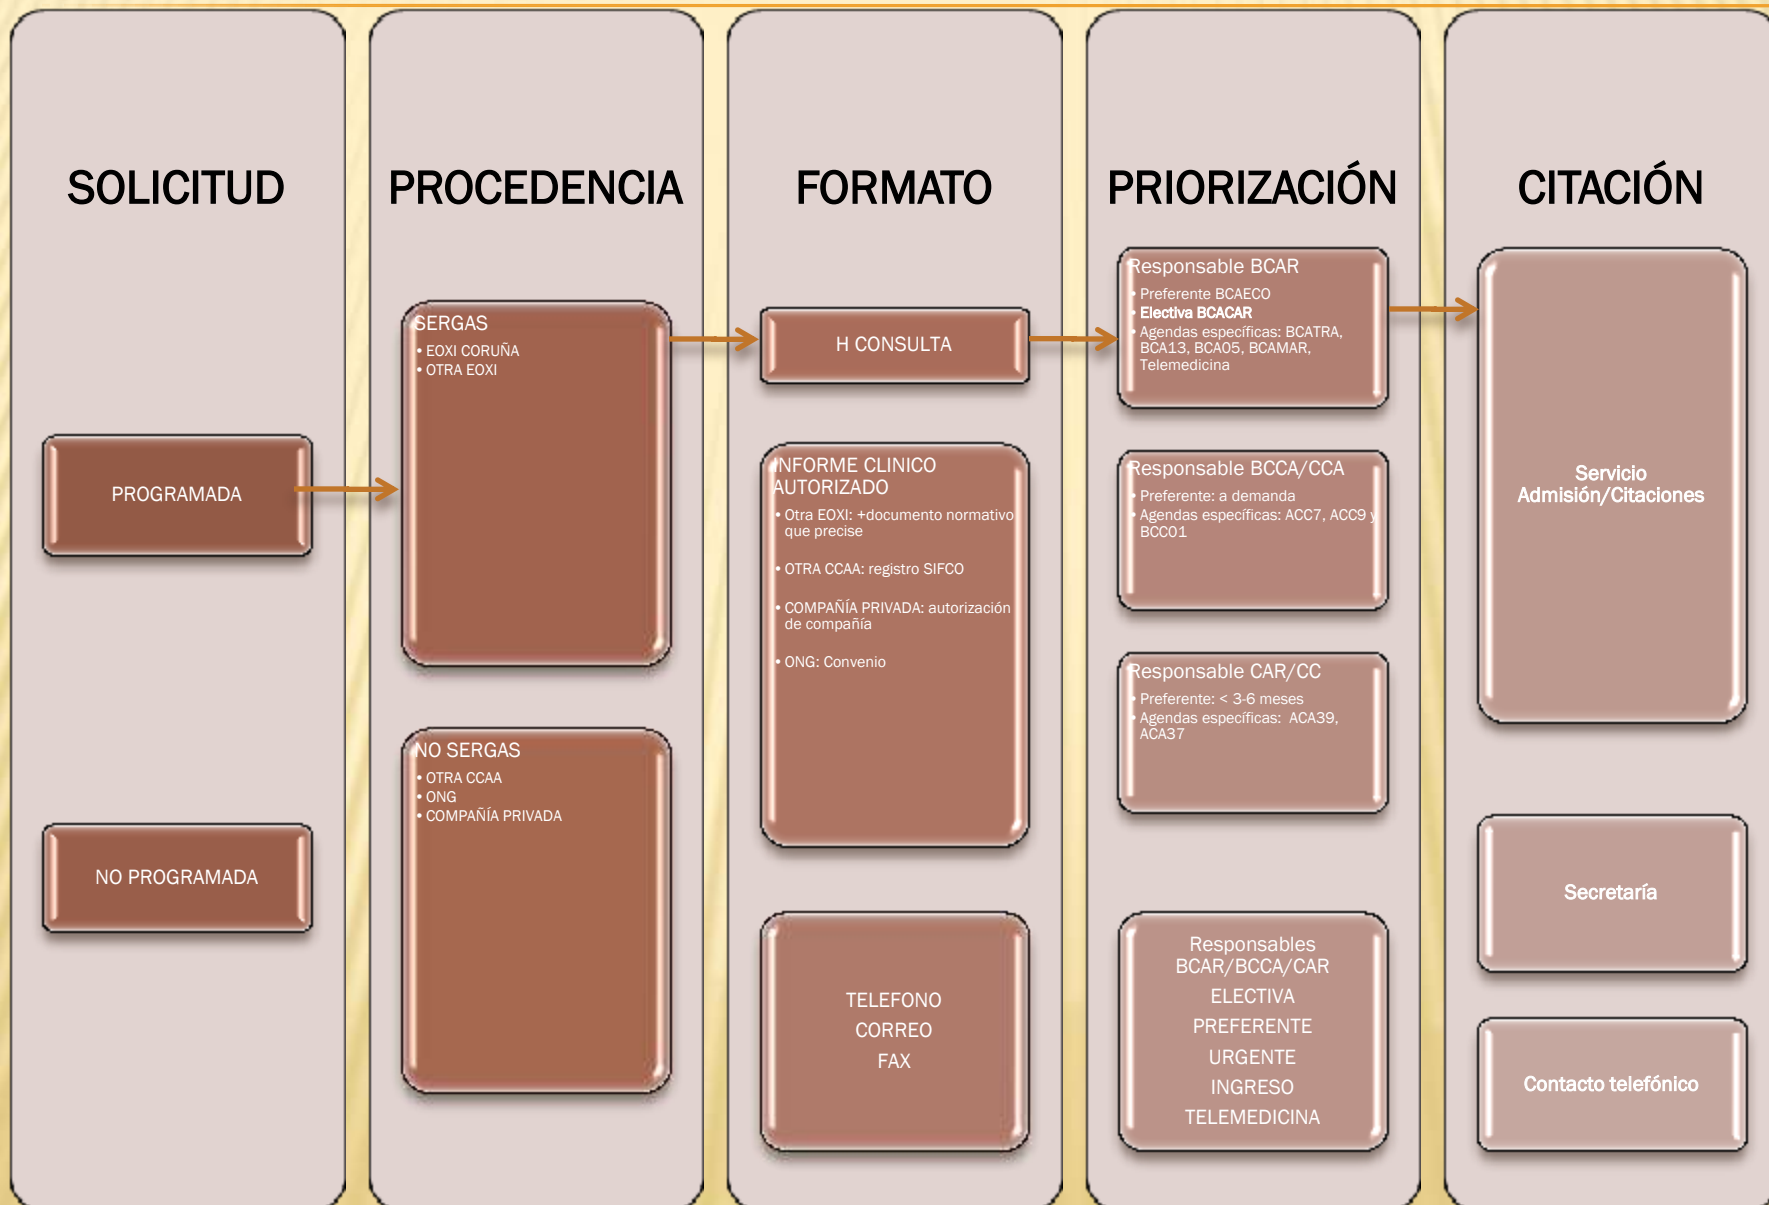 SOLICITUD
PROGRAMADA
NO PROGRAMADA
PROCEDENCIA
SERGAS
• EOXI CORUÑA
• OTRA EOXI
NO SERGAS
• OTRA CCAA
• ONG
• COMPAÑÍA PRIVADA
FORMATO
H CONSULTA
INFORME CLINICO
AUTORIZADO
• Otra EOXI: +documento normativo
que precise
• OTRA CCAA: registro SIFCO
• COMPAÑÍA PRIVADA: autorización
de compañía
• ONG: Convenio
TELEFONO
CORREO
FAX
PRIORIZACIÓN
Responsable BCAR
• Preferente BCAECO
• Electiva BCACAR
• Agendas específicas: BCATRA,
BCA13, BCA05, BCAMAR,
Telemedicina
Responsable BCCA/CCA
• Preferente: a demanda
• Agendas específicas: ACC7, ACC9 y
BCC01
Responsable CAR/CC
• Preferente: < 3-6 meses
• Agendas específicas: ACA39,
ACA37
Responsables
BCAR/BCCA/CAR
ELECTIVA
PREFERENTE
URGENTE
INGRESO
TELEMEDICINA
CITACIÓN
Servicio
Admisión/Citaciones
Secretaría
Contacto telefónico